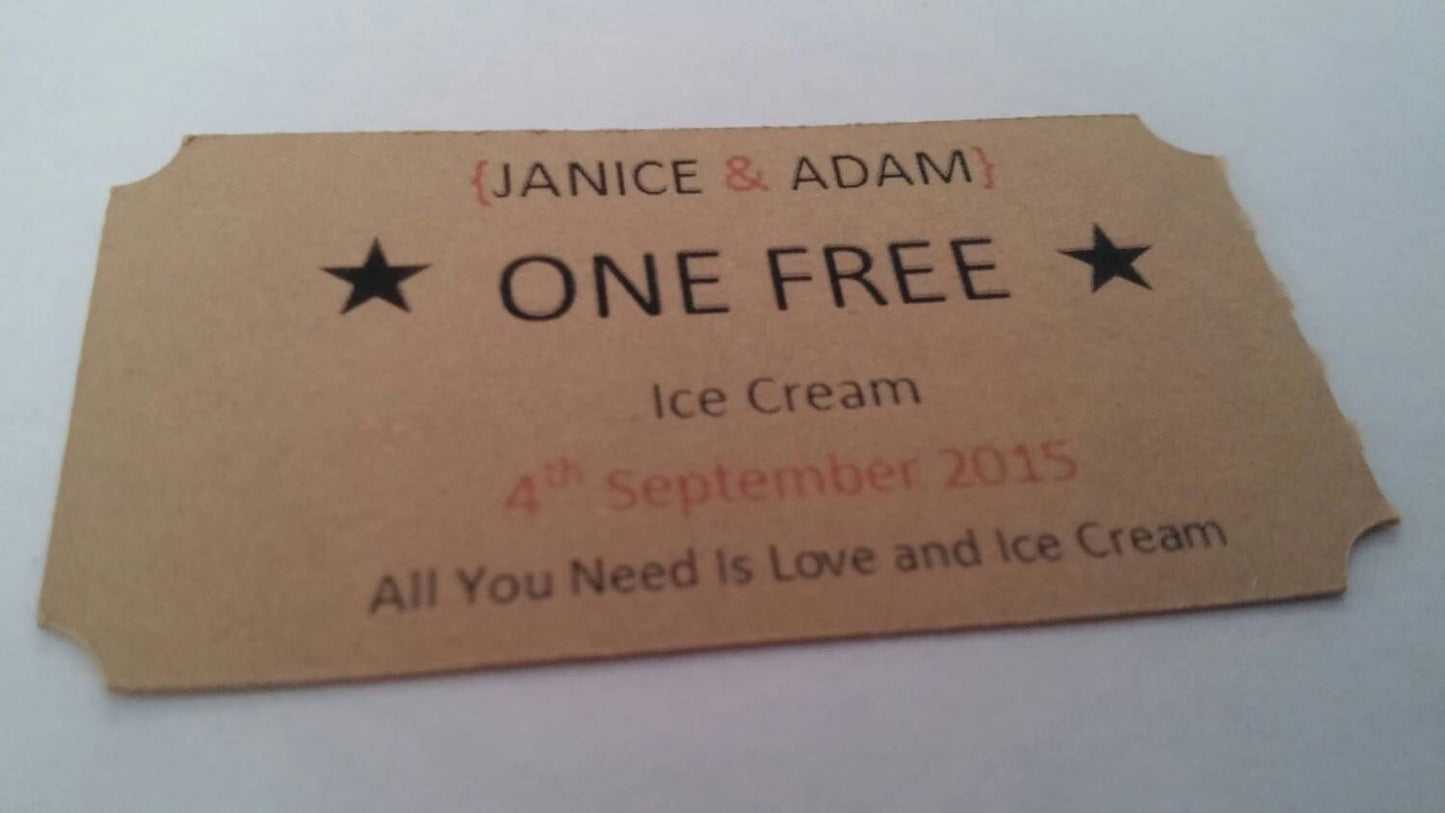 {JANICE & ADAM}
★ ONE FREE ★
Ice Cream
4th September 2015
All You Need Is Love and Ice Cream